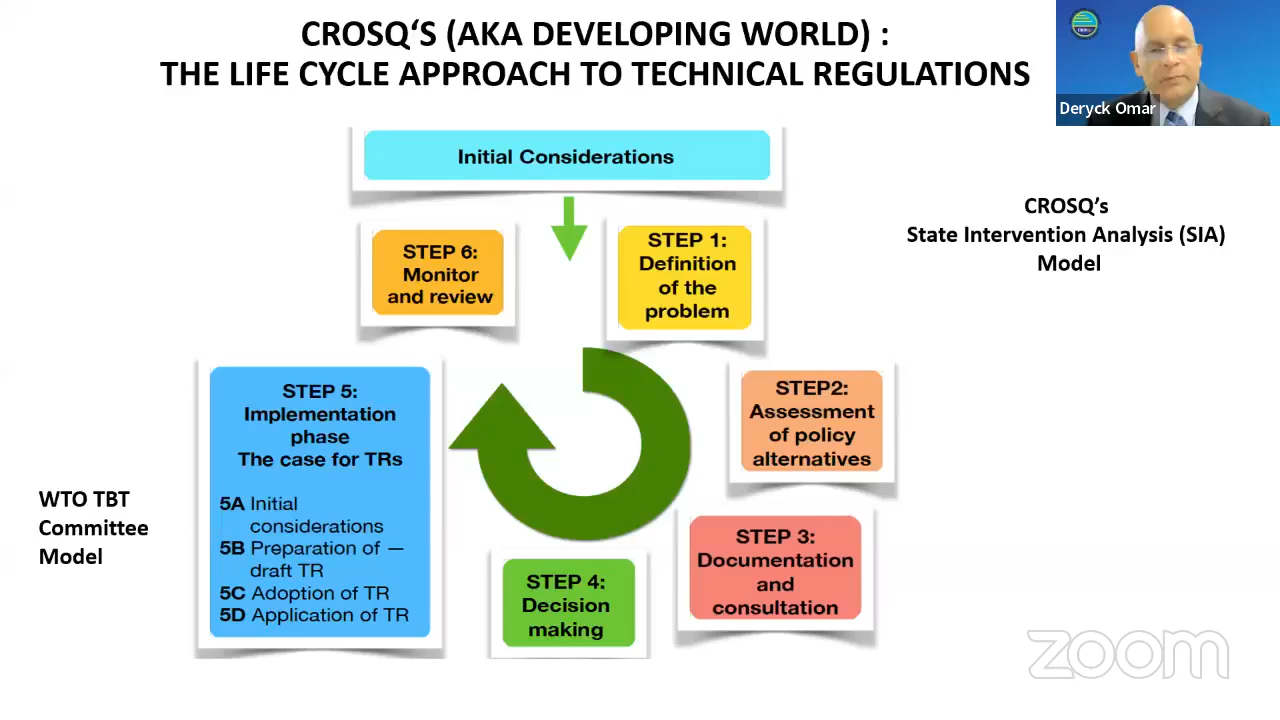 CROSQ‘S (AKA DEVELOPING WORLD) :
THE LIFE CYCLE APPROACH TO TECHNICAL REGULATIONS
Deryck Omar
Initial Considerations
CROSQ’s
State Intervention Analysis (SIA)
Model
STEP 6:
Monitor
and review
STEP 1:
Definition
of the
problem
STEP 5:
Implementation
phase
The case for TRs
5A Initial
considerations
5B Preparation of —
draft TR
5C Adoption of TR
5D Application of TR
STEP2:
Assessment
of policy
alternatives
WTO TBT
Committee
Model
STEP 3:
Documentation
and
consultation
STEP 4:
Decision
making
zoom